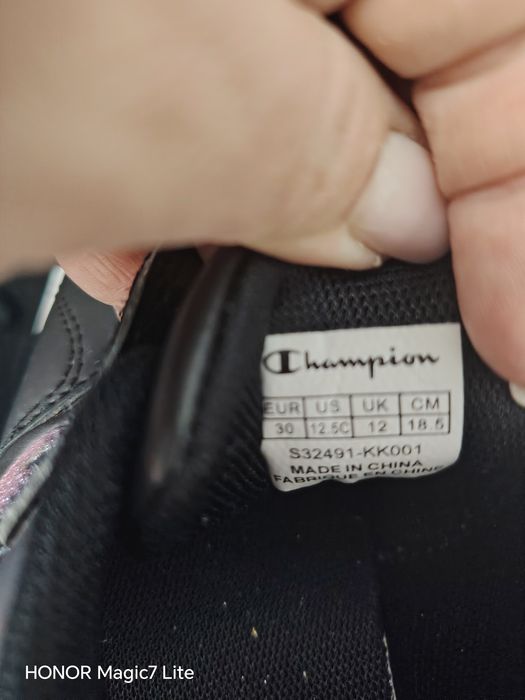 Champion
EUR US UK CM
30 12.5C 12 18.5
S32491-KK001
MADE IN CHINA
FABRIQUE EN CHINE
HONOR Magic7 Lite